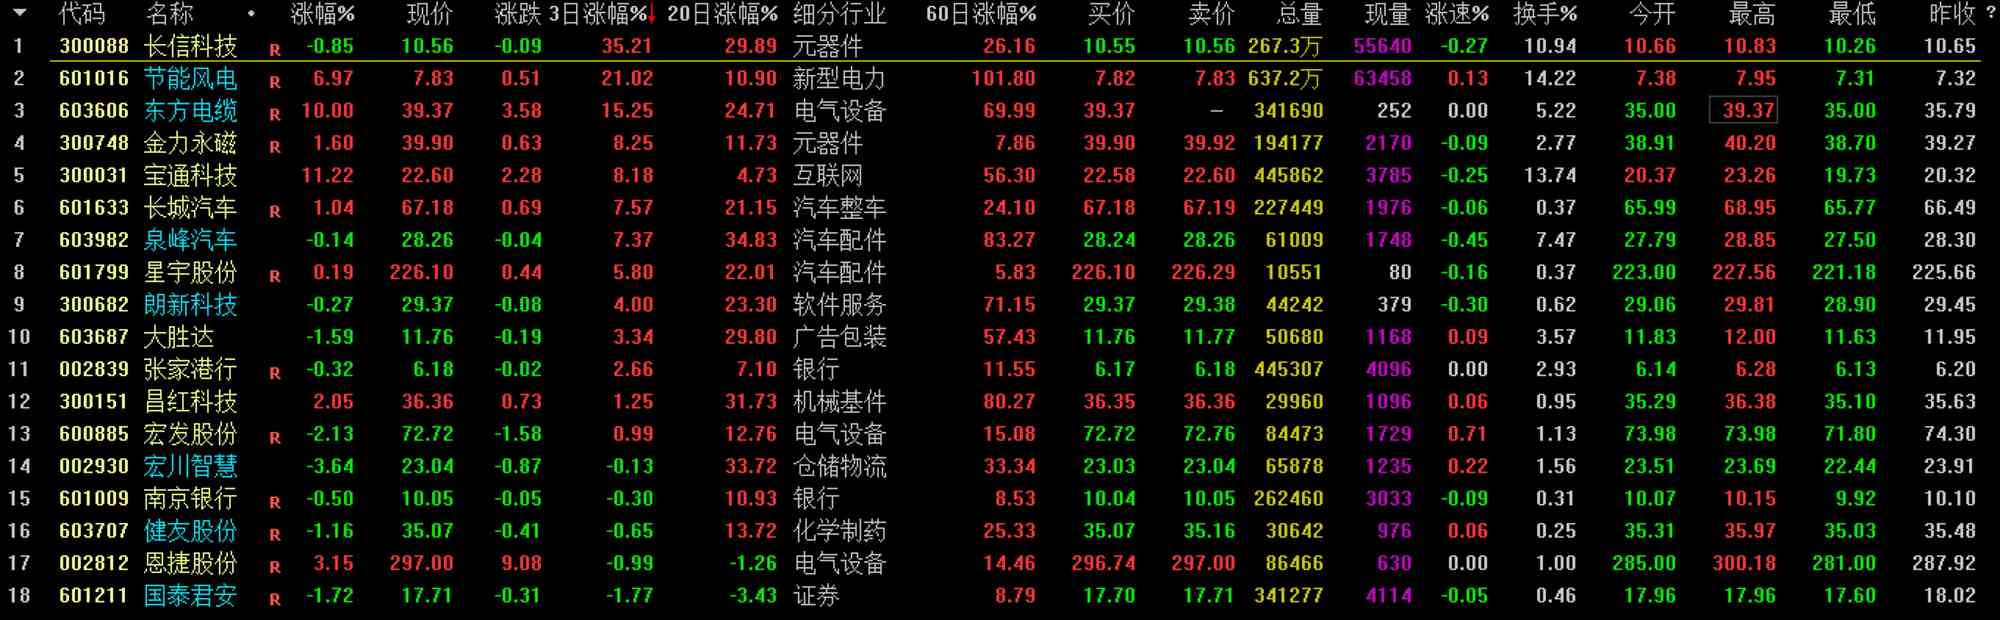 代码 名称 • 涨幅% 现价 涨跌 3日涨幅%↓ 20日涨幅% 细分行业 60日涨幅% 买价 卖价 总量 现量 涨速% 换手% 今开 最高 最低 昨收 ?
1 300088 长信科技 R -0.85 10.56 -0.09 35.21 29.89 元器件 26.16 10.55 10.56 267.3万 55640 -0.27 10.94 10.66 10.83 10.26 10.65
2 601016 节能风电 R 6.97 7.83 0.51 21.02 10.90 新型电力 101.80 7.82 7.83 637.2万 63458 0.13 14.22 7.38 7.95 7.31 7.32
3 603606 东方电缆 R 10.00 39.37 3.58 15.25 24.71 电气设备 69.99 39.37 — 341690 252 0.00 5.22 35.00 39.37 35.00 35.79
4 300748 金力永磁 R 1.60 39.90 0.63 8.25 11.73 元器件 7.86 39.90 39.92 194177 2170 -0.09 2.77 38.91 40.20 38.70 39.27
5 300031 宝通科技 11.22 22.60 2.28 8.18 4.73 互联网 56.30 22.58 22.60 445862 3785 -0.25 13.74 20.37 23.26 19.73 20.32
6 601633 长城汽车 R 1.04 67.18 0.69 7.57 21.15 汽车整车 24.10 67.18 67.19 227449 1976 -0.06 0.37 65.99 68.95 65.77 66.49
7 603982 泉峰汽车 -0.14 28.26 -0.04 7.37 34.83 汽车配件 83.27 28.24 28.26 61009 1748 -0.45 7.47 27.79 28.85 27.50 28.30
8 601799 星宇股份 R 0.19 226.10 0.44 5.80 22.01 汽车配件 5.83 226.10 226.29 10551 80 -0.16 0.37 223.00 227.56 221.18 225.66
9 300682 朗新科技 -0.27 29.37 -0.08 4.00 23.30 软件服务 71.15 29.37 29.38 44242 379 -0.30 0.62 29.06 29.81 28.90 29.45
10 603687 大胜达 -1.59 11.76 -0.19 3.34 29.80 广告包装 57.43 11.76 11.77 50680 1168 0.09 3.57 11.83 12.00 11.63 11.95
11 002839 张家港行 R -0.32 6.18 -0.02 2.66 7.10 银行 11.55 6.17 6.18 445307 4096 0.00 2.93 6.14 6.28 6.13 6.20
12 300151 昌红科技 2.05 36.36 0.73 1.25 31.73 机械基件 80.27 36.35 36.36 29960 1096 0.06 0.95 35.29 36.38 35.10 35.63
13 600885 宏发股份 R -2.13 72.72 -1.58 0.99 12.76 电气设备 15.08 72.72 72.76 84473 1729 0.71 1.13 73.98 73.98 71.80 74.30
14 002930 宏川智慧 -3.64 23.04 -0.87 -0.13 33.72 仓储物流 33.34 23.03 23.04 65878 1235 0.22 1.56 23.51 23.69 22.44 23.91
15 601009 南京银行 R -0.50 10.05 -0.05 -0.30 10.93 银行 8.53 10.04 10.05 262460 3033 -0.09 0.31 10.07 10.15 9.92 10.10
16 603707 健友股份 R -1.16 35.07 -0.41 -0.65 13.72 化学制药 25.33 35.07 35.16 30642 976 0.06 0.25 35.31 35.97 35.03 35.48
17 002812 恩捷股份 R 3.15 297.00 9.08 -0.99 -1.26 电气设备 14.46 296.74 297.00 86466 630 0.00 1.00 285.00 300.18 281.00 287.92
18 601211 国泰君安 R -1.72 17.71 -0.31 -1.77 -3.43 证券 8.79 17.70 17.71 341277 4114 -0.05 0.46 17.96 17.96 17.60 18.02